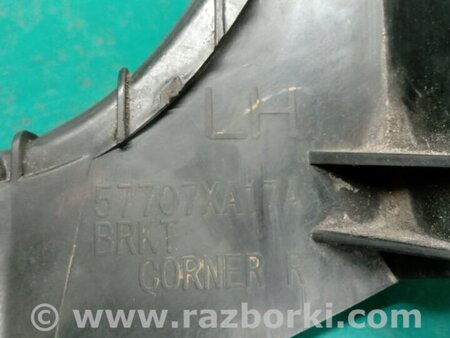 LH
57707XA17A
BRKT
CORNER R
© www.razborki.com